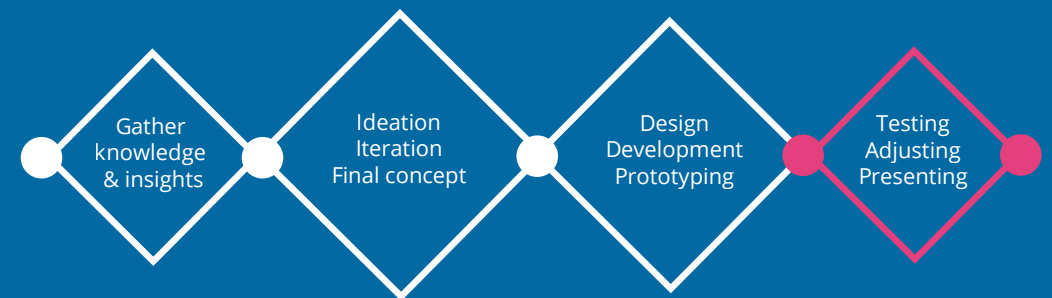 Gather
knowledge
& insights
Ideation
Iteration
Final concept
Design
Development
Prototyping
Testing
Adjusting
Presenting